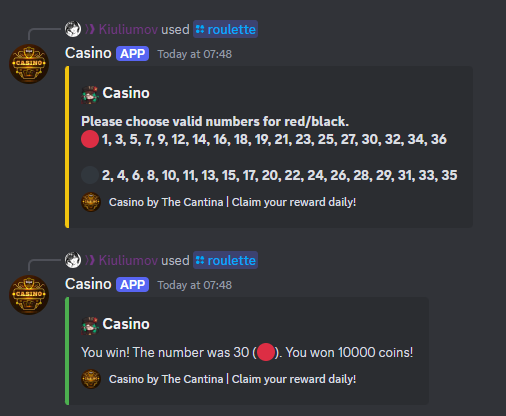 Kiuliumov used roulette
Casino APP Today at 07:48
Casino
Please choose valid numbers for red/black.
1, 3, 5, 7, 9, 12, 14, 16, 18, 19, 21, 23, 25, 27, 30, 32, 34, 36
2, 4, 6, 8, 10, 11, 13, 15, 17, 20, 22, 24, 26, 28, 29, 31, 33, 35
Casino by The Cantina | Claim your reward daily!
Kiuliumov used roulette
Casino APP Today at 07:48
Casino
You win! The number was 30 (🔴). You won 10000 coins!
Casino by The Cantina | Claim your reward daily!